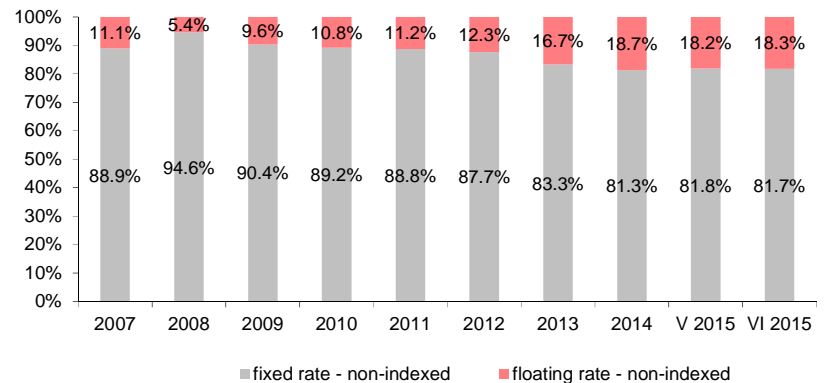 100%
90%
80%
70%
60%
50%
40%
30%
20%
10%
0%
11.1% 5.4% 9.6% 10.8% 11.2% 12.3% 16.7% 18.7% 18.2% 18.3%
88.9% 94.6% 90.4% 89.2% 88.8% 87.7% 83.3% 81.3% 81.8% 81.7%
2007 2008 2009 2010 2011 2012 2013 2014 V 2015 VI 2015
fixed rate - non-indexed floating rate - non-indexed